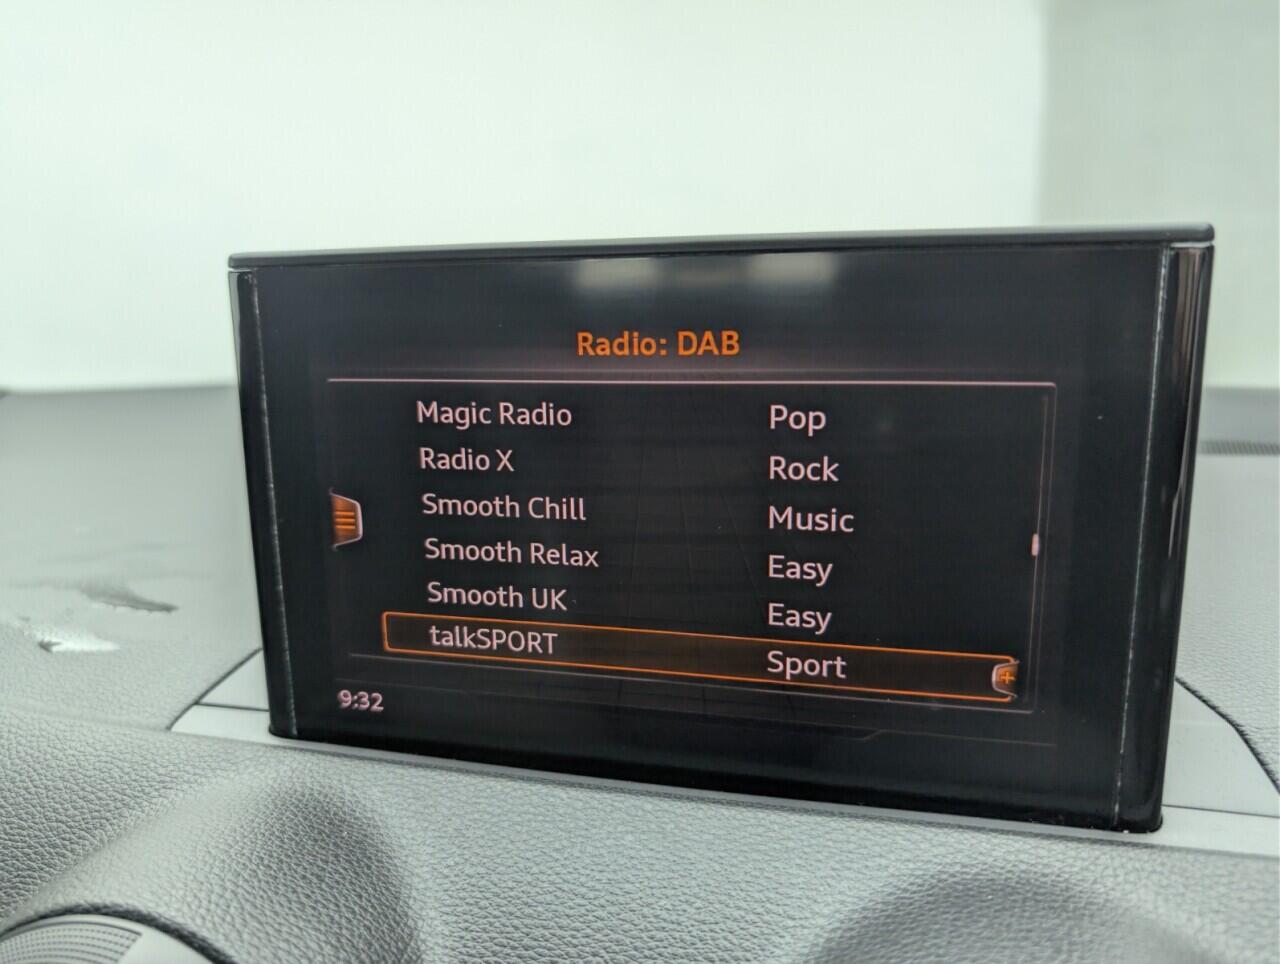 Radio: DAB
Magic Radio Pop
Radio X Rock
Smooth Chill Music
Smooth Relax Easy
Smooth UK Easy
talkSPORT Sport
9:32